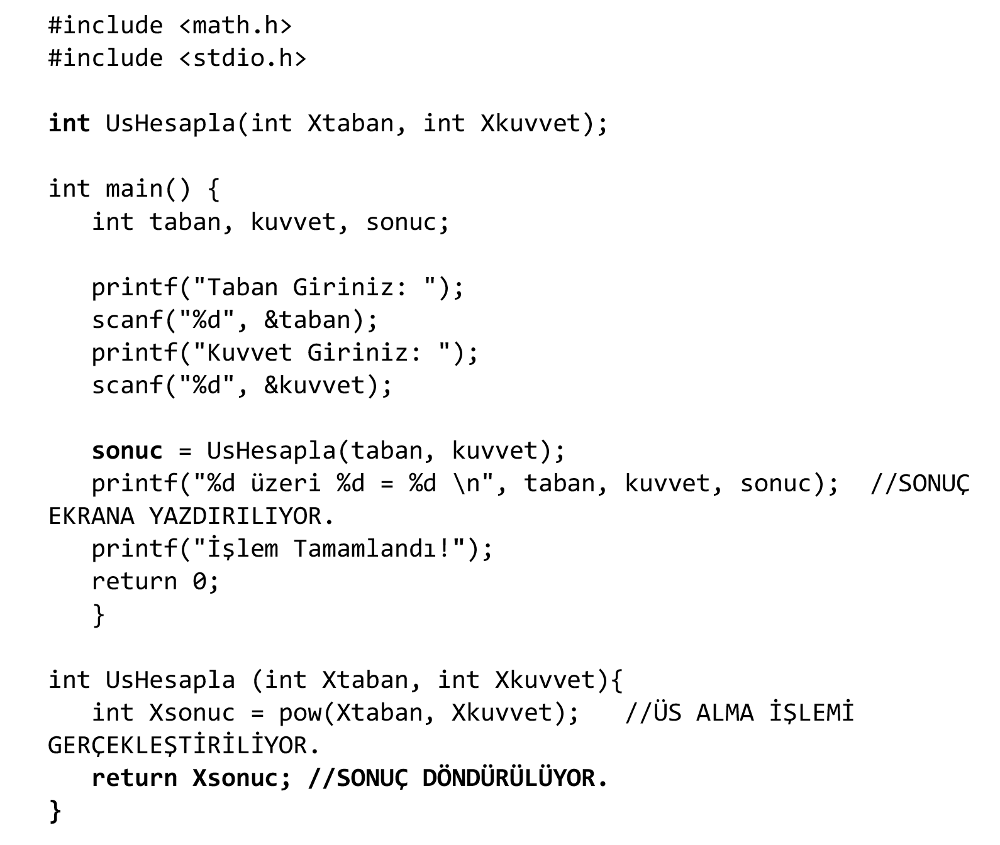 #include <math.h>
#include <stdio.h>
int UsHesapla(int Xtaban, int Xkuvvet);
int main() {
int taban, kuvvet, sonuc;
printf("Taban Giriniz: ");
scanf("%d", &taban);
printf("Kuvvet Giriniz: ");
scanf("%d", &kuvvet);
sonuc = UsHesapla(taban, kuvvet);
printf("%d üzeri %d = %d \n", taban, kuvvet, sonuc);  //SONUÇ
EKRANA YAZDIRILIYOR.
printf("İşlem Tamamlandı!");
return 0;
}
int UsHesapla (int Xtaban, int Xkuvvet){
int Xsonuc = pow(Xtaban, Xkuvvet);   //ÜS ALMA İŞLEMİ
GERÇEKLEŞTİRİLİYOR.
return Xsonuc; //SONUÇ DÖNDÜRÜLÜYOR.
}